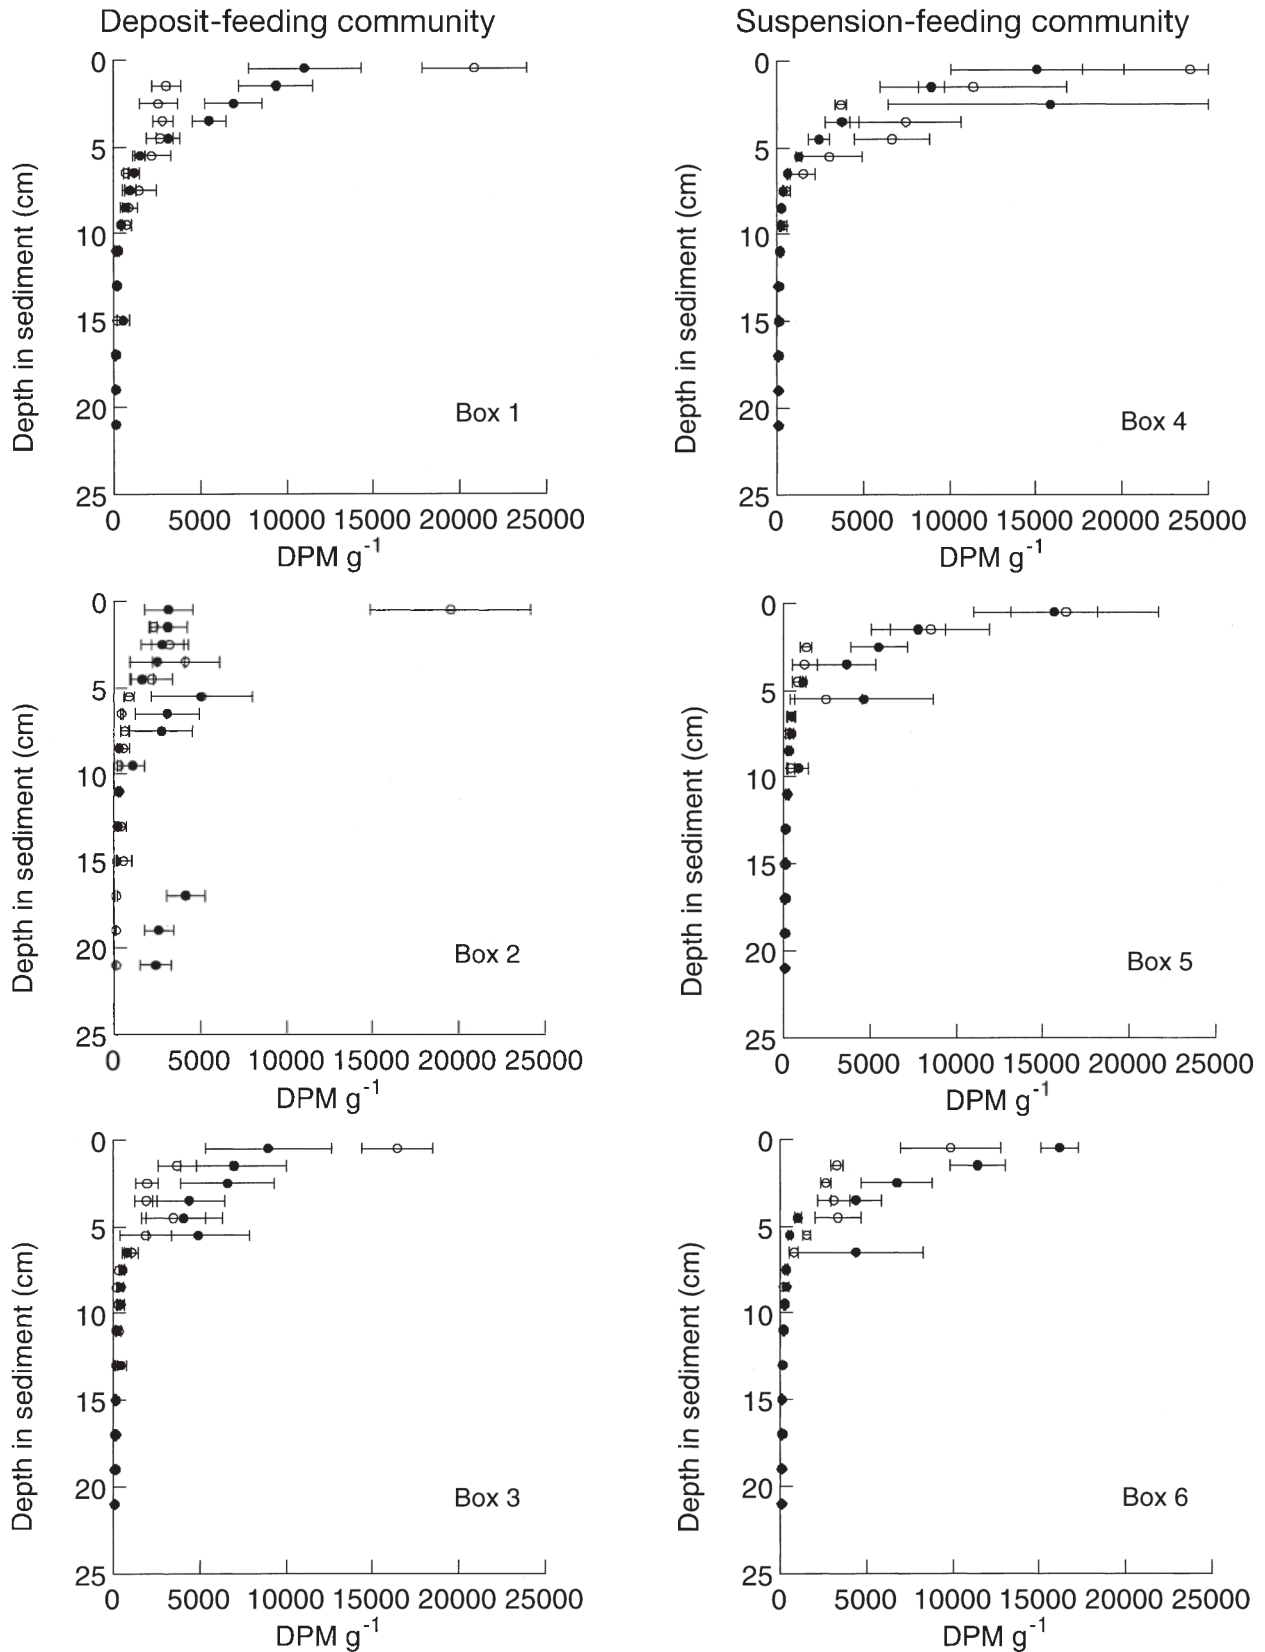 Deposit-feeding community
Suspension-feeding community
0
5
10
15
20
25
Depth in sediment (cm)
Box 1
0 5000 10000 15000 20000 25000
DPM g-1
0
5
10
15
20
25
Depth in sediment (cm)
Box 4
0 5000 10000 15000 20000 25000
DPM g-1
0
5
10
15
20
25
Depth in sediment (cm)
Box 2
0 5000 10000 15000 20000 25000
DPM g-1
0
5
10
15
20
25
Depth in sediment (cm)
Box 5
0 5000 10000 15000 20000 25000
DPM g-1
0
5
10
15
20
25
Depth in sediment (cm)
Box 3
0 5000 10000 15000 20000 25000
DPM g-1
0
5
10
15
20
25
Depth in sediment (cm)
Box 6
0 5000 10000 15000 20000 25000
DPM g-1